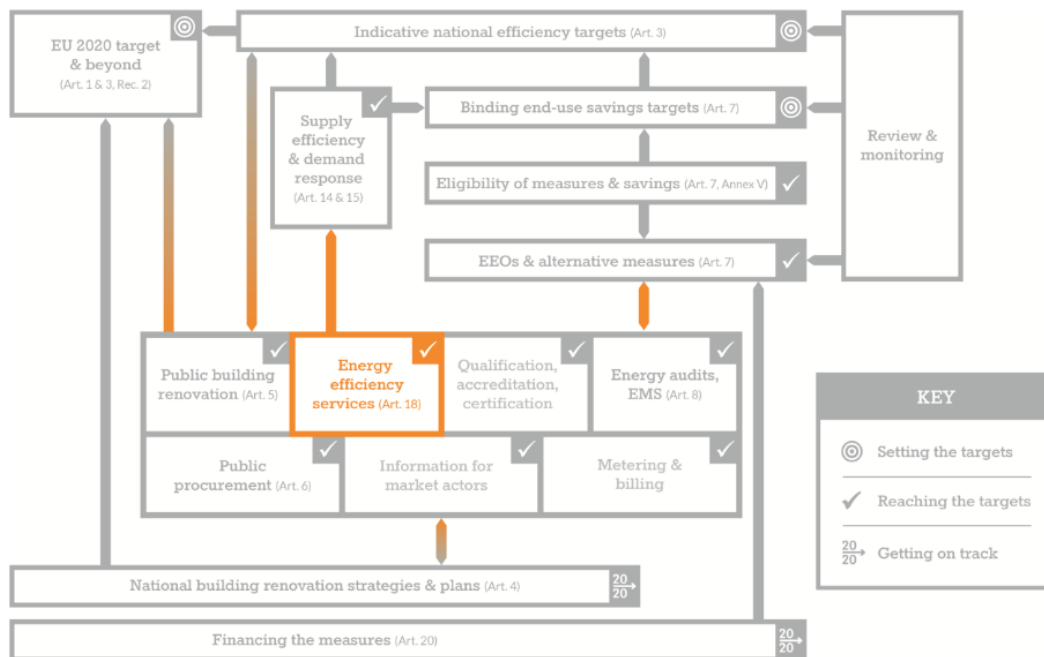 EU 2020 target
& beyond
(Art. 1 & 3, Rec. 2)
Indicative national efficiency targets (Art. 3)
Supply
efficiency
& demand
response
(Art. 14 & 15)
Binding end-use savings targets (Art. 7)
Review &
monitoring
Eligibility of measures & savings (Art. 7, Annex V)
EEOs & alternative measures (Art. 7)
Public building
renovation (Art. 5)
Energy
efficiency
services (Art. 18)
Qualification,
accreditation,
certification
Energy audits,
EMS (Art. 8)
Public
procurement (Art. 6)
Information for
market actors
Metering &
billing
KEY
Setting the targets
Reaching the targets
20
20
Getting on track
National building renovation strategies & plans (Art. 4)
20
20
Financing the measures (Art. 20)
20
20